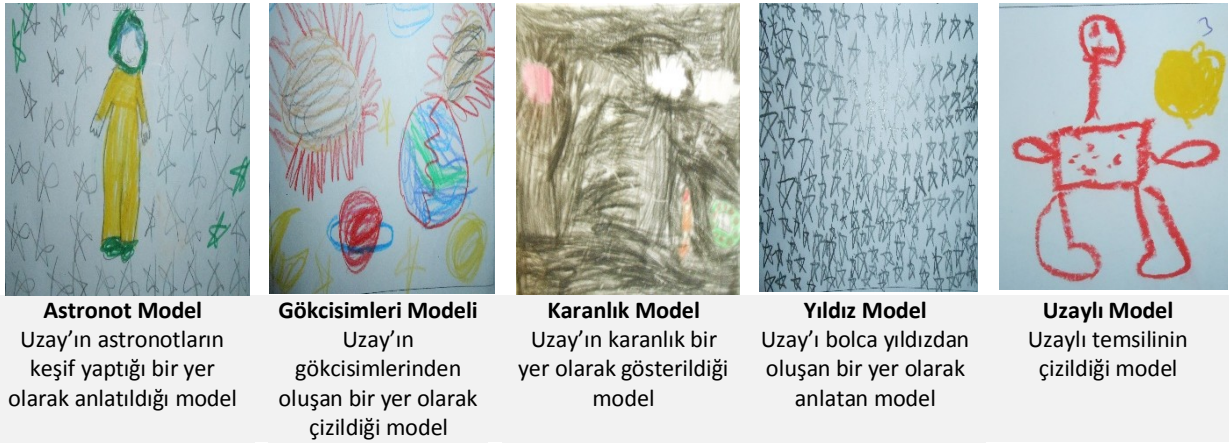 3
Astronot Model
Uzay’ın astronotların
keşif yaptığı bir yer
olarak anlatıldığı model
Gökcisimleri Modeli
Uzay’ın
gökcisimlerinden
oluşan bir yer olarak
çizildiği model
Karanlık Model
Uzay’ın karanlık bir
yer olarak gösterildiği
model
Yıldız Model
Uzay’ı bolca yıldızdan
oluşan bir yer olarak
anlatan model
Uzaylı Model
Uzaylı temsilinin
çizildiği model